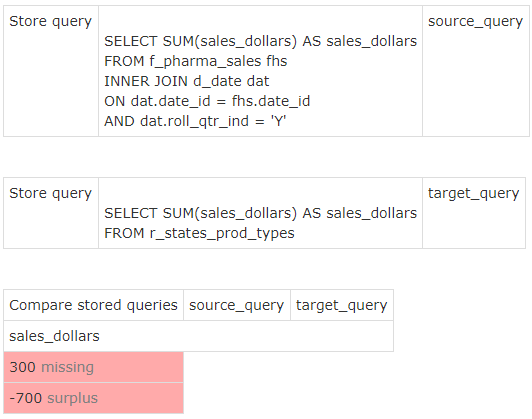 Store query source_query
SELECT SUM(sales_dollars) AS sales_dollars
FROM f_pharma_sales fhs
INNER JOIN d_date dat
ON dat.date_id = fhs.date_id
AND dat.roll_qtr_ind = 'Y'
Store query target_query
SELECT SUM(sales_dollars) AS sales_dollars
FROM r_states_prod_types
Compare stored queries source_query target_query
sales_dollars
300 missing
-700 surplus